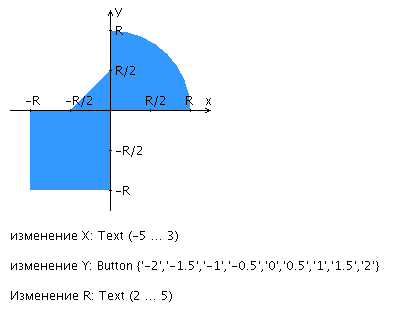 y
R
R/2
-R
-R/2
R/2
R
x
-R/2
-R
изменение X: Text (-5 ... 3)
изменение Y: Button {'-2','-1.5','-1','-0.5','0','0.5','1','1.5','2'}
Изменение R: Text (2 ... 5)